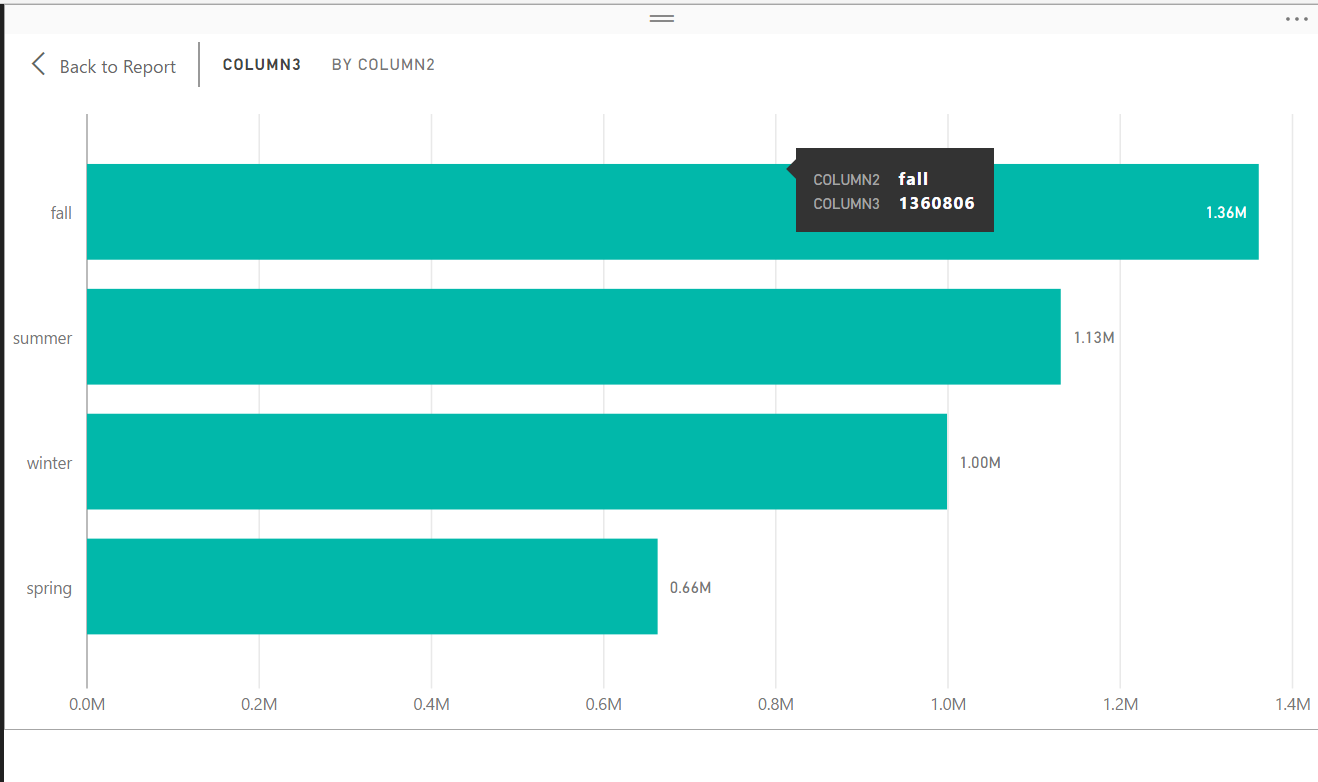 Back to Report COLUMN3 BY COLUMN2
COLUMN2 fall
COLUMN3 1360806
fall 1.36M
summer 1.13M
winter 1.00M
spring 0.66M
0.0M 0.2M 0.4M 0.6M 0.8M 1.0M 1.2M 1.4M